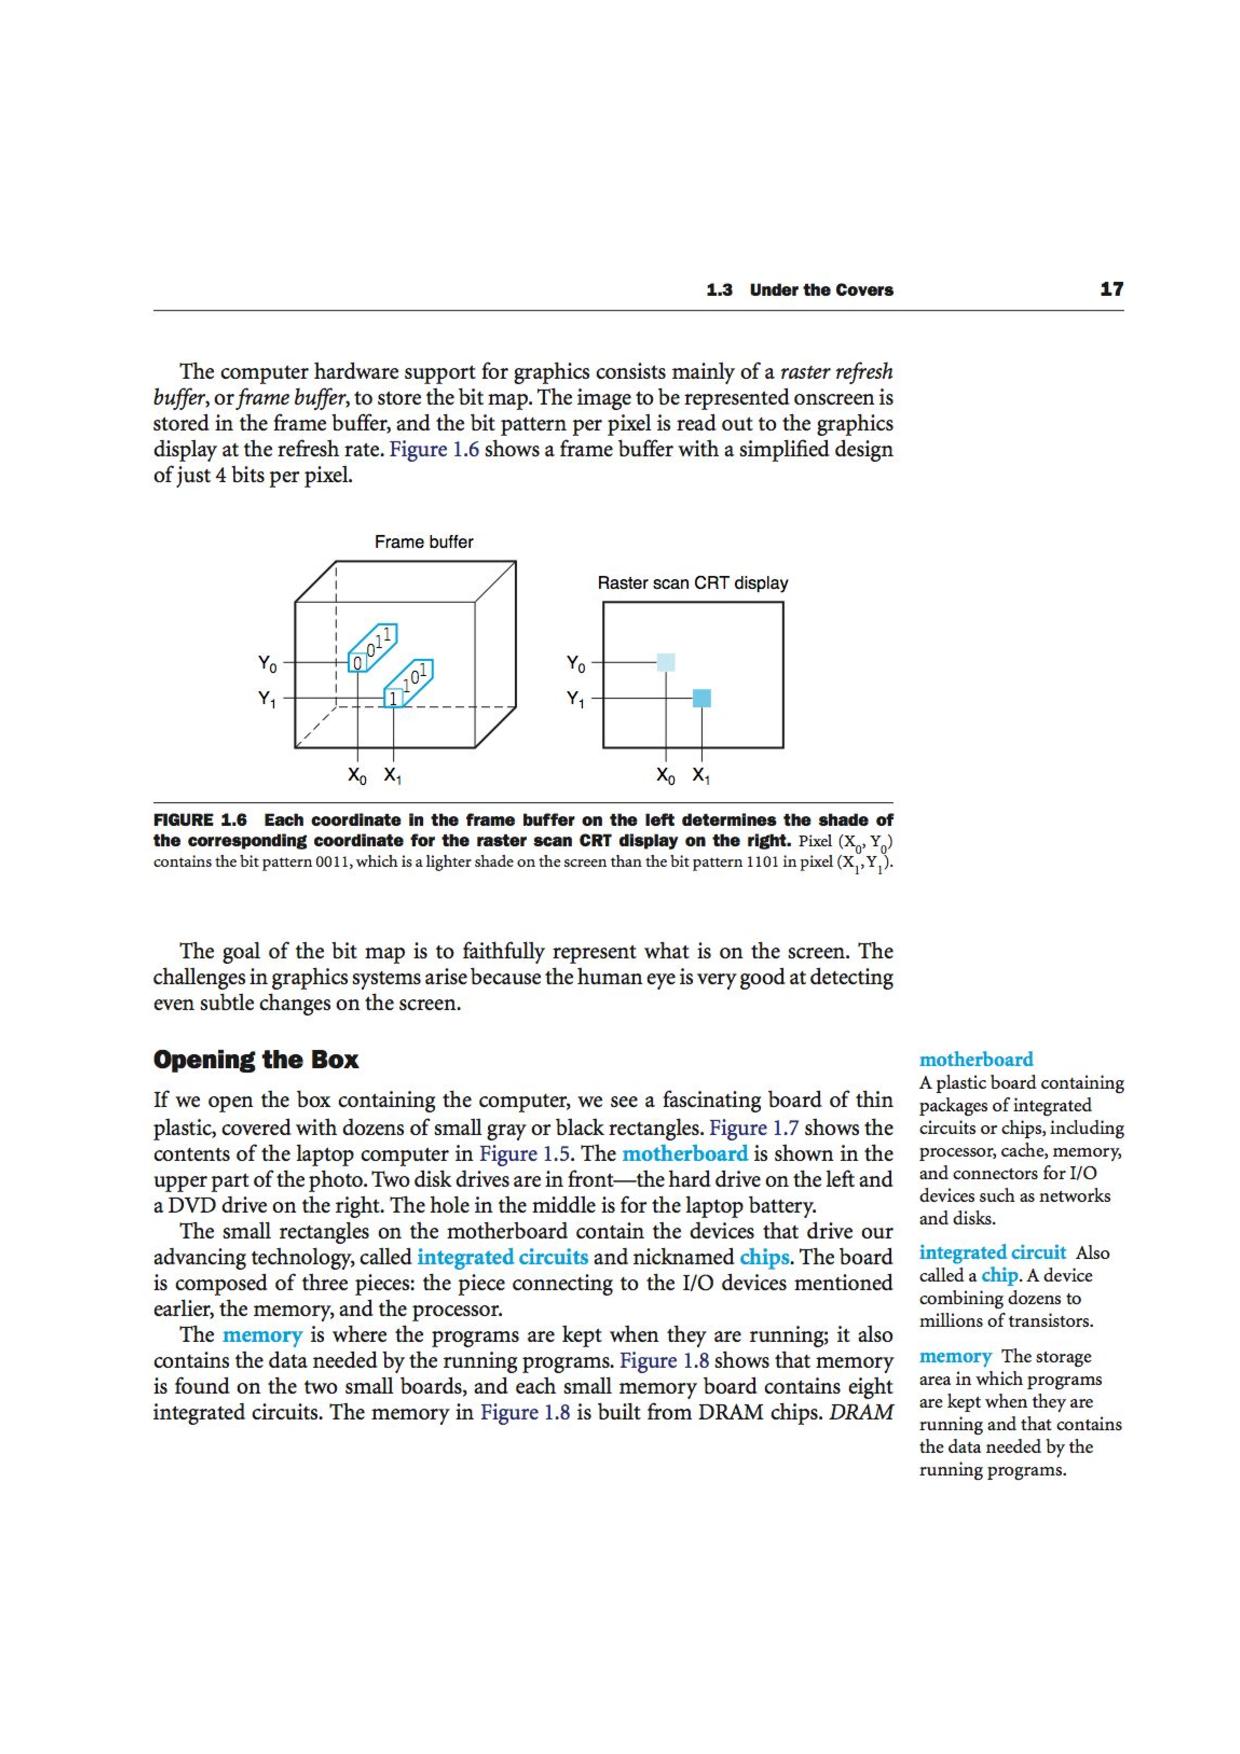 1.3 Under the Covers 17
The computer hardware support for graphics consists mainly of a raster refresh
buffer, or frame buffer, to store the bit map. The image to be represented onscreen is
stored in the frame buffer, and the bit pattern per pixel is read out to the graphics
display at the refresh rate. Figure 1.6 shows a frame buffer with a simplified design
of just 4 bits per pixel.
Frame buffer
Raster scan CRT display
Y0
Y1
0 0 1 1
1 1 0 1
X0 X1
Y0
Y1
X0 X1
FIGURE 1.6 Each coordinate in the frame buffer on the left determines the shade of
the corresponding coordinate for the raster scan CRT display on the right. Pixel (X0, Y0)
contains the bit pattern 0011, which is a lighter shade on the screen than the bit pattern 1101 in pixel (X1, Y1).
The goal of the bit map is to faithfully represent what is on the screen. The
challenges in graphics systems arise because the human eye is very good at detecting
even subtle changes on the screen.
Opening the Box
If we open the box containing the computer, we see a fascinating board of thin
plastic, covered with dozens of small gray or black rectangles. Figure 1.7 shows the
contents of the laptop computer in Figure 1.5. The motherboard is shown in the
upper part of the photo. Two disk drives are in front—the hard drive on the left and
a DVD drive on the right. The hole in the middle is for the laptop battery.
The small rectangles on the motherboard contain the devices that drive our
advancing technology, called integrated circuits and nicknamed chips. The board
is composed of three pieces: the piece connecting to the I/O devices mentioned
earlier, the memory, and the processor.
The memory is where the programs are kept when they are running; it also
contains the data needed by the running programs. Figure 1.8 shows that memory
is found on the two small boards, and each small memory board contains eight
integrated circuits. The memory in Figure 1.8 is built from DRAM chips. DRAM
motherboard
A plastic board containing
packages of integrated
circuits or chips, including
processor, cache, memory,
and connectors for I/O
devices such as networks
and disks.
integrated circuit Also
called a chip. A device
combining dozens to
millions of transistors.
memory The storage
area in which programs
are kept when they are
running and that contains
the data needed by the
running programs.